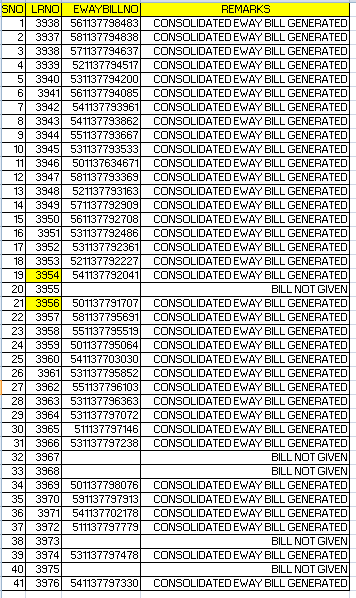 SNO LRNO EWAYBILLNO REMARKS
1 3938 561137798483 CONSOLIDATED EWAY BILL GENERATED
2 3937 581137794838 CONSOLIDATED EWAY BILL GENERATED
3 3938 571137794637 CONSOLIDATED EWAY BILL GENERATED
4 3939 521137794517 CONSOLIDATED EWAY BILL GENERATED
5 3940 531137794200 CONSOLIDATED EWAY BILL GENERATED
6 3941 561137794085 CONSOLIDATED EWAY BILL GENERATED
7 3942 541137793961 CONSOLIDATED EWAY BILL GENERATED
8 3943 541137793862 CONSOLIDATED EWAY BILL GENERATED
9 3944 551137793667 CONSOLIDATED EWAY BILL GENERATED
10 3945 531137793533 CONSOLIDATED EWAY BILL GENERATED
11 3946 501137634671 CONSOLIDATED EWAY BILL GENERATED
12 3947 581137793369 CONSOLIDATED EWAY BILL GENERATED
13 3948 521137793163 CONSOLIDATED EWAY BILL GENERATED
14 3949 571137792909 CONSOLIDATED EWAY BILL GENERATED
15 3950 561137792708 CONSOLIDATED EWAY BILL GENERATED
16 3951 531137792486 CONSOLIDATED EWAY BILL GENERATED
17 3952 531137792361 CONSOLIDATED EWAY BILL GENERATED
18 3953 521137792227 CONSOLIDATED EWAY BILL GENERATED
19 3954 541137792041 CONSOLIDATED EWAY BILL GENERATED
20 3955 BILL NOT GIVEN
21 3956 501137791707 CONSOLIDATED EWAY BILL GENERATED
22 3957 581137795691 CONSOLIDATED EWAY BILL GENERATED
23 3958 551137795519 CONSOLIDATED EWAY BILL GENERATED
24 3959 501137795064 CONSOLIDATED EWAY BILL GENERATED
25 3960 541137703030 CONSOLIDATED EWAY BILL GENERATED
26 3961 531137795852 CONSOLIDATED EWAY BILL GENERATED
27 3962 551137796103 CONSOLIDATED EWAY BILL GENERATED
28 3963 531137796363 CONSOLIDATED EWAY BILL GENERATED
29 3964 531137797072 CONSOLIDATED EWAY BILL GENERATED
30 3965 511137797146 CONSOLIDATED EWAY BILL GENERATED
31 3966 531137797238 CONSOLIDATED EWAY BILL GENERATED
32 3967 BILL NOT GIVEN
33 3968 BILL NOT GIVEN
34 3969 501137798076 CONSOLIDATED EWAY BILL GENERATED
35 3970 591137797913 CONSOLIDATED EWAY BILL GENERATED
36 3971 541137702178 CONSOLIDATED EWAY BILL GENERATED
37 3972 511137797779 CONSOLIDATED EWAY BILL GENERATED
38 3973 BILL NOT GIVEN
39 3974 531137797478 CONSOLIDATED EWAY BILL GENERATED
40 3975 BILL NOT GIVEN
41 3976 541137797330 CONSOLIDATED EWAY BILL GENERATED